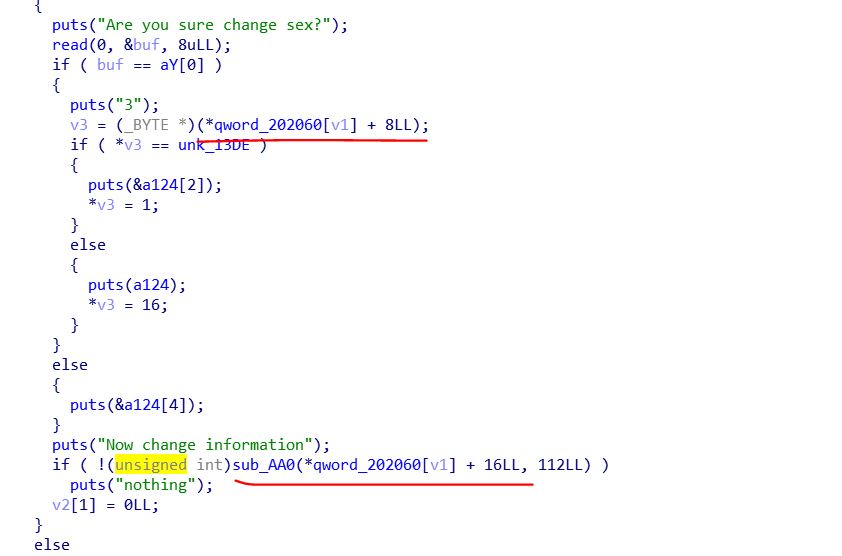 {
puts("Are you sure change sex?");
read(0, &buf, 8uLL);
if ( buf == aY[0] )
{
puts("3");
v3 = (_BYTE *)(*qword_202060[v1] + 8LL);
if ( *v3 == unk_13DE )
{
puts(&a124[2]);
*v3 = 1;
}
else
{
puts(a124);
*v3 = 16;
}
}
else
{
puts(&a124[4]);
}
puts("Now change information");
if ( !(unsigned int)sub_AA0(*qword_202060[v1] + 16LL, 112LL) )
puts("nothing");
v2[1] = 0LL;
}
else